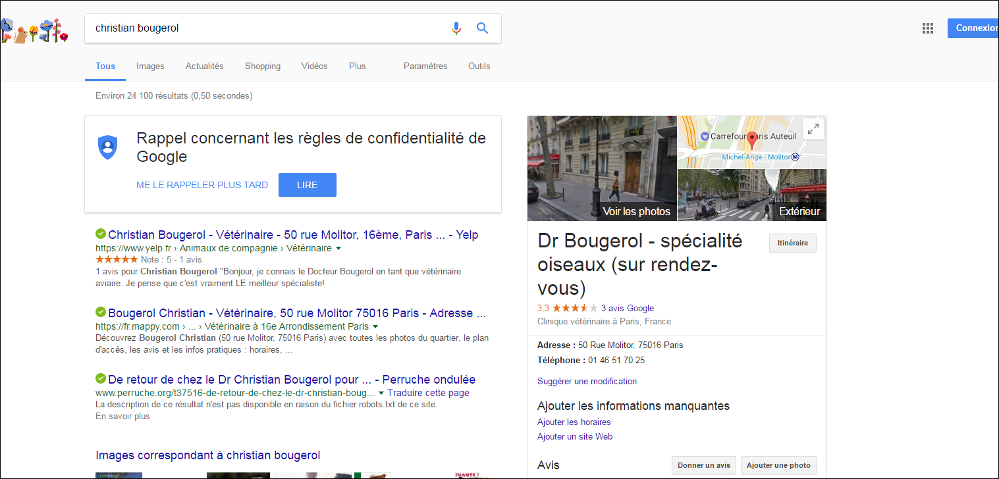 christian bougerol
Connexion
Tous Images Actualités Shopping Vidéos Plus Paramètres Outils
Environ 24 100 résultats (0,50 secondes)
Rappel concernant les règles de confidentialité de
Google
ME LE RAPPELER PLUS TARD LIRE
Christian Bougerol - Vétérinaire - 50 rue Molitor, 16ème, Paris ... - Yelp
https://www.yelp.fr › Animaux de compagnie › Vétérinaire
Note : 5 - 1 avis
1 avis pour Christian Bougerol "Bonjour, je connais le Docteur Bougerol en tant que vétérinaire
aviaire. Je pense que c'est vraiment LE meilleur spécialiste!
Bougerol Christian - Vétérinaire, 50 rue Molitor 75016 Paris - Adresse ...
https://fr.mappy.com › ... › Vétérinaire à 16e Arrondissement Paris
Découvrez Bougerol Christian (50 rue Molitor, 75016 Paris) avec toutes les photos du quartier, le plan
d'accès, les avis et les infos pratiques : horaires, ...
De retour de chez le Dr Christian Bougerol pour ... - Perruche ondulée
www.perruche.org/t37516-de-retour-de-chez-le-dr-christian-boug... Traduire cette page
La description de ce résultat n'est pas disponible en raison du fichier robots.txt de ce site.
En savoir plus
Images correspondant à christian bougerol
PUANTS !
Carrefour Paris Auteuil
Michel-Ange - Molitor M
Voir les photos
Extérieur
Dr Bougerol - spécialité
oiseaux (sur rendez-
vous)
Itinéraire
3,3 3 avis Google
Clinique vétérinaire à Paris, France
Adresse : 50 Rue Molitor, 75016 Paris
Téléphone : 01 46 51 70 25
Suggérer une modification
Ajouter les informations manquantes
Ajouter les horaires
Ajouter un site Web
Avis Donner un avis Ajouter une photo